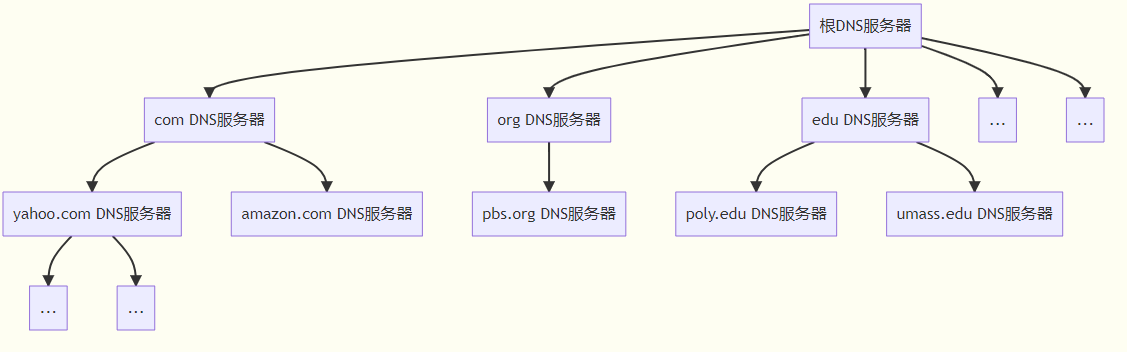 根DNS服务器
com DNS服务器
org DNS服务器
edu DNS服务器
...
...
yahoo.com DNS服务器
amazon.com DNS服务器
pbs.org DNS服务器
poly.edu DNS服务器
umass.edu DNS服务器
...
...